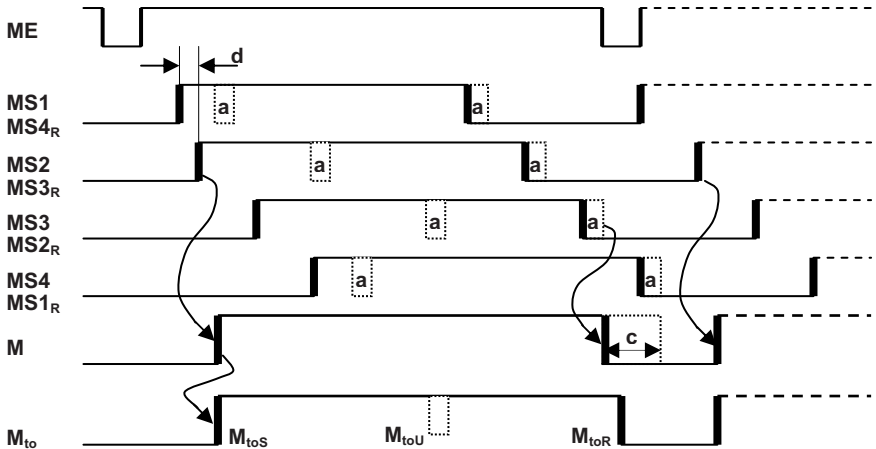 ME
d
MS1 a a
MS4R
MS2 a a
MS3R
MS3 a a
MS2R
MS4 a a
MS1R
M c
Mto MtoS MtoU MtoR